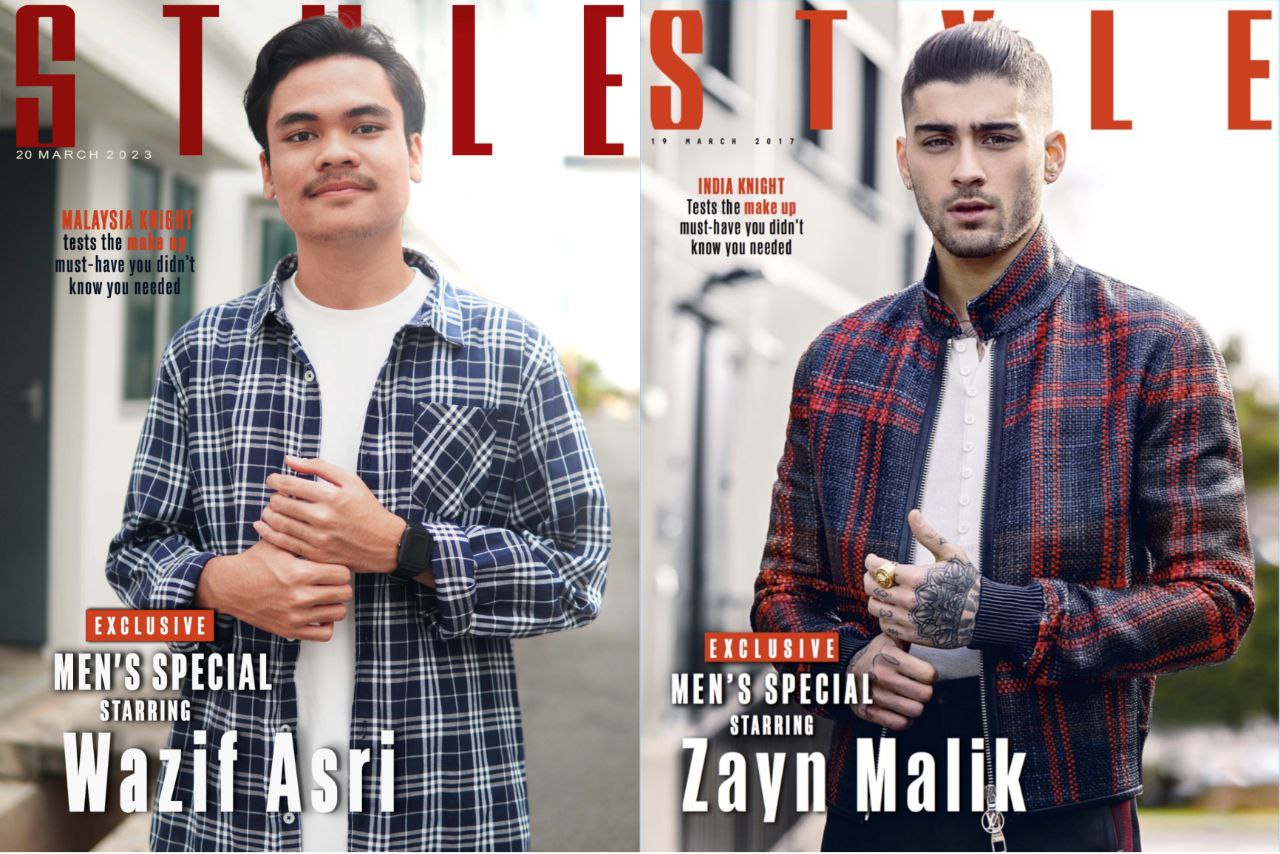 STYLE
20 MARCH 2023
MALAYSIA KNIGHT
tests the make up
must-have you didn't
know you needed
EXCLUSIVE
MEN'S SPECIAL
STARRING
Wazif Asri
STYLE
19 MARCH 2017
INDIA KNIGHT
Tests the make up
must-have you didn't
know you needed
EXCLUSIVE
MEN'S SPECIAL
STARRING
Zayn Malik
LV